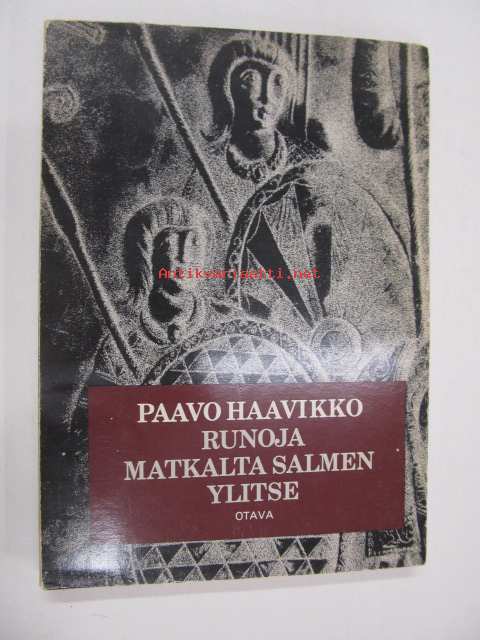 Antikvariaatti.net
PAAVO HAAVIKKO
RUNOJA
MATKALTA SALMEN
YLITSE
OTAVA